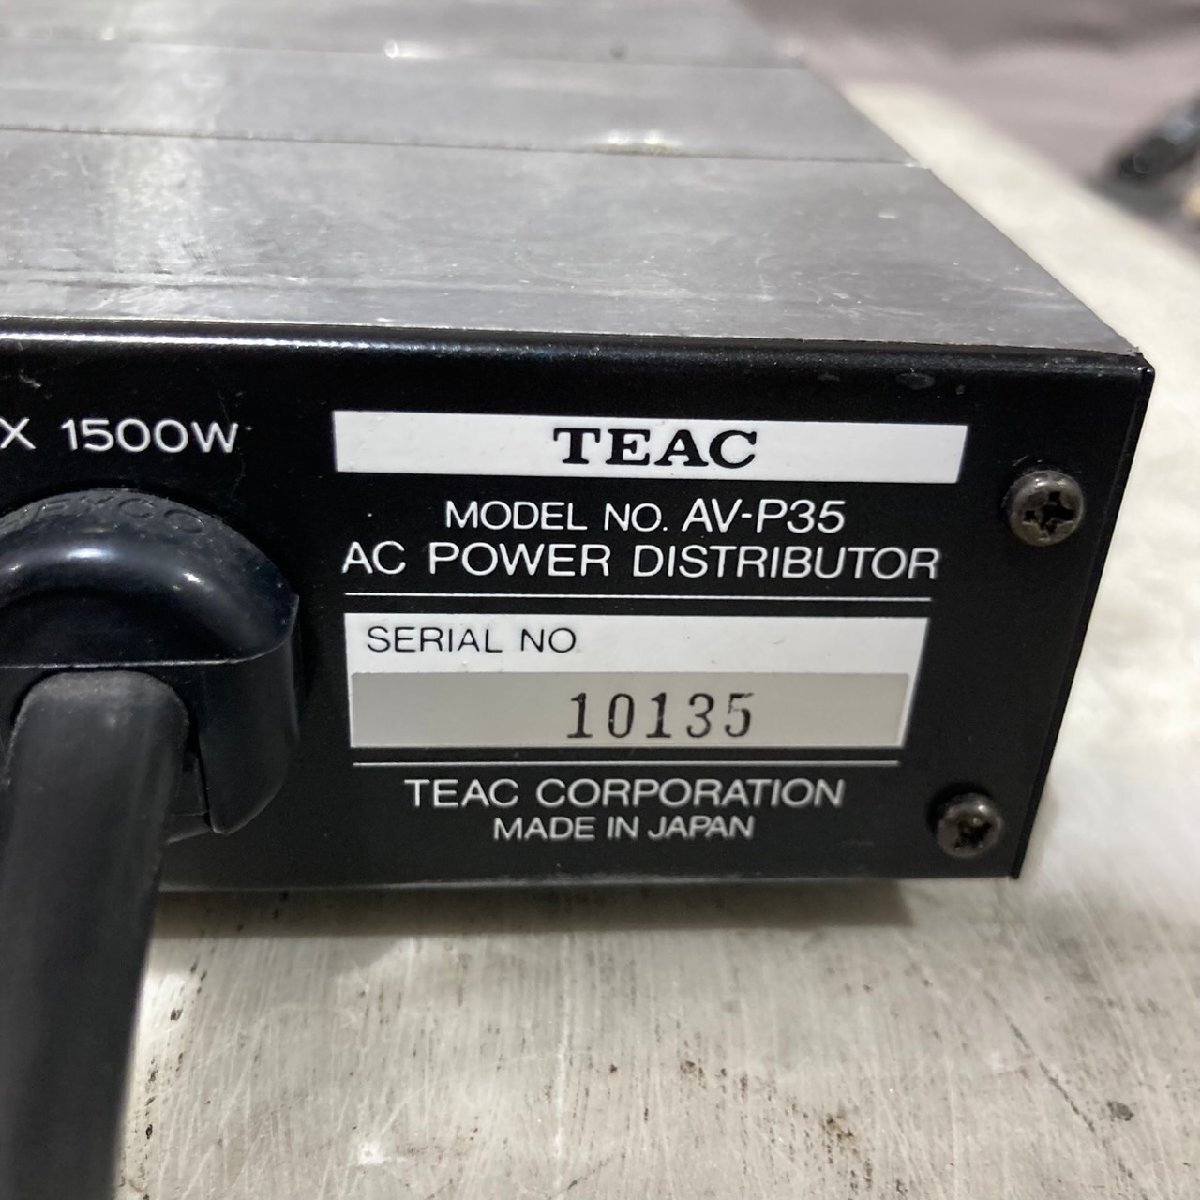 X 1500W
TEAC
MODEL NO. AV-P35
AC POWER DISTRIBUTOR
SERIAL NO
10135
TEAC CORPORATION
MADE IN JAPAN